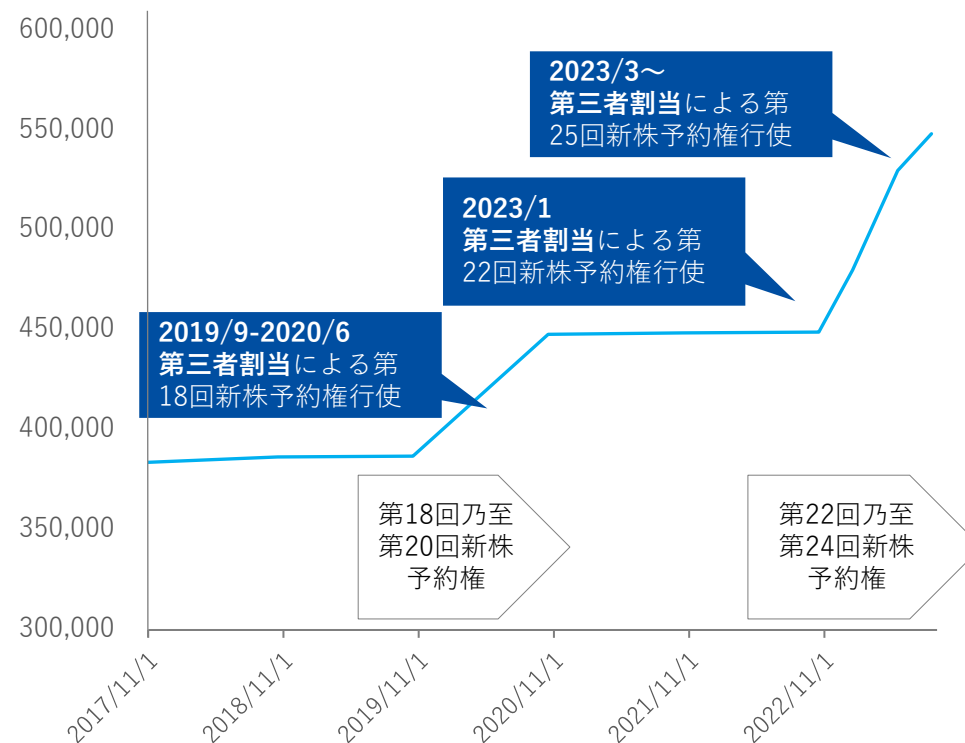 600,000
550,000
500,000
450,000
400,000
350,000
300,000
2023/3～
第三者割当による第
25回新株予約権行使
2023/1
第三者割当による第
22回新株予約権行使
2019/9-2020/6
第三者割当による第
18回新株予約権行使
第18回乃至
第20回新株
予約権
第22回乃至
第24回新株
予約権
2017/11/1
2018/11/1
2019/11/1
2020/11/1
2021/11/1
2022/11/1